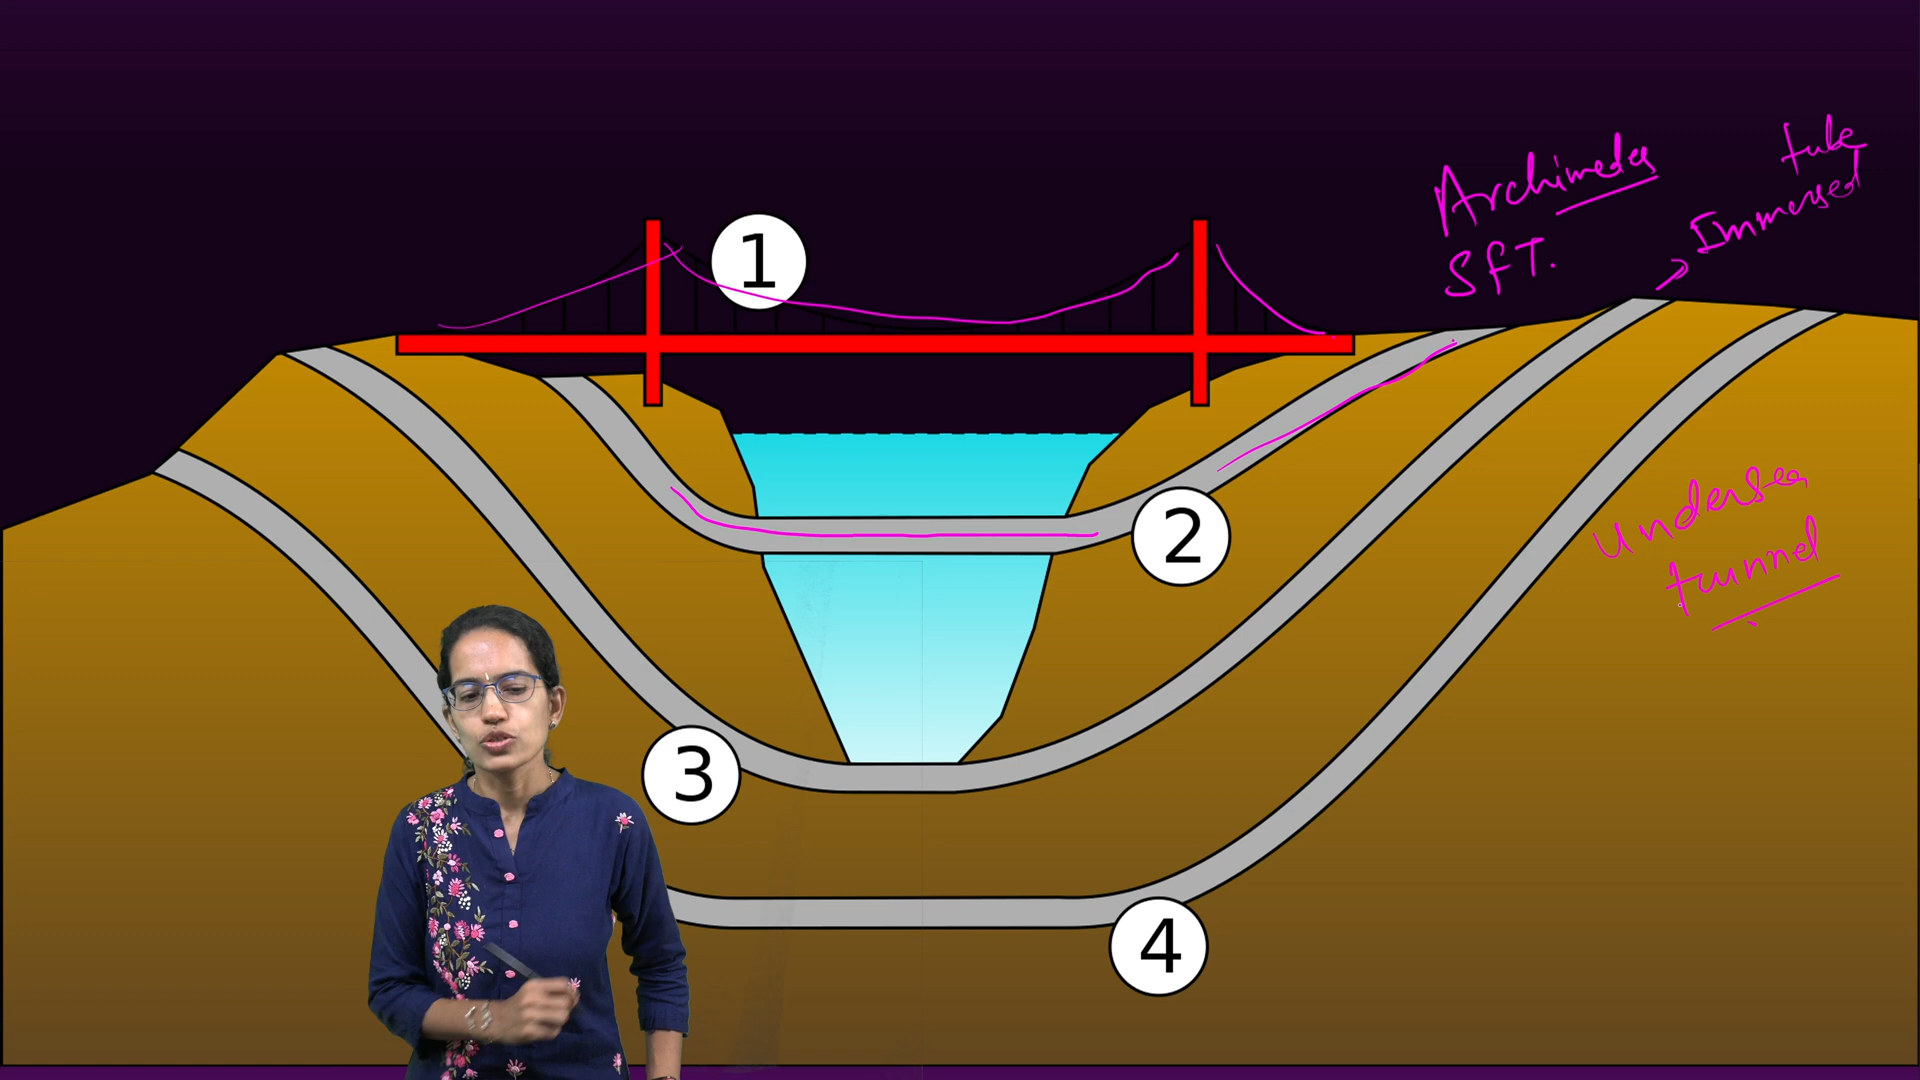 1
Archimedes
SfT.
tube
Immersed
2
Undersea
tunnel
3
4